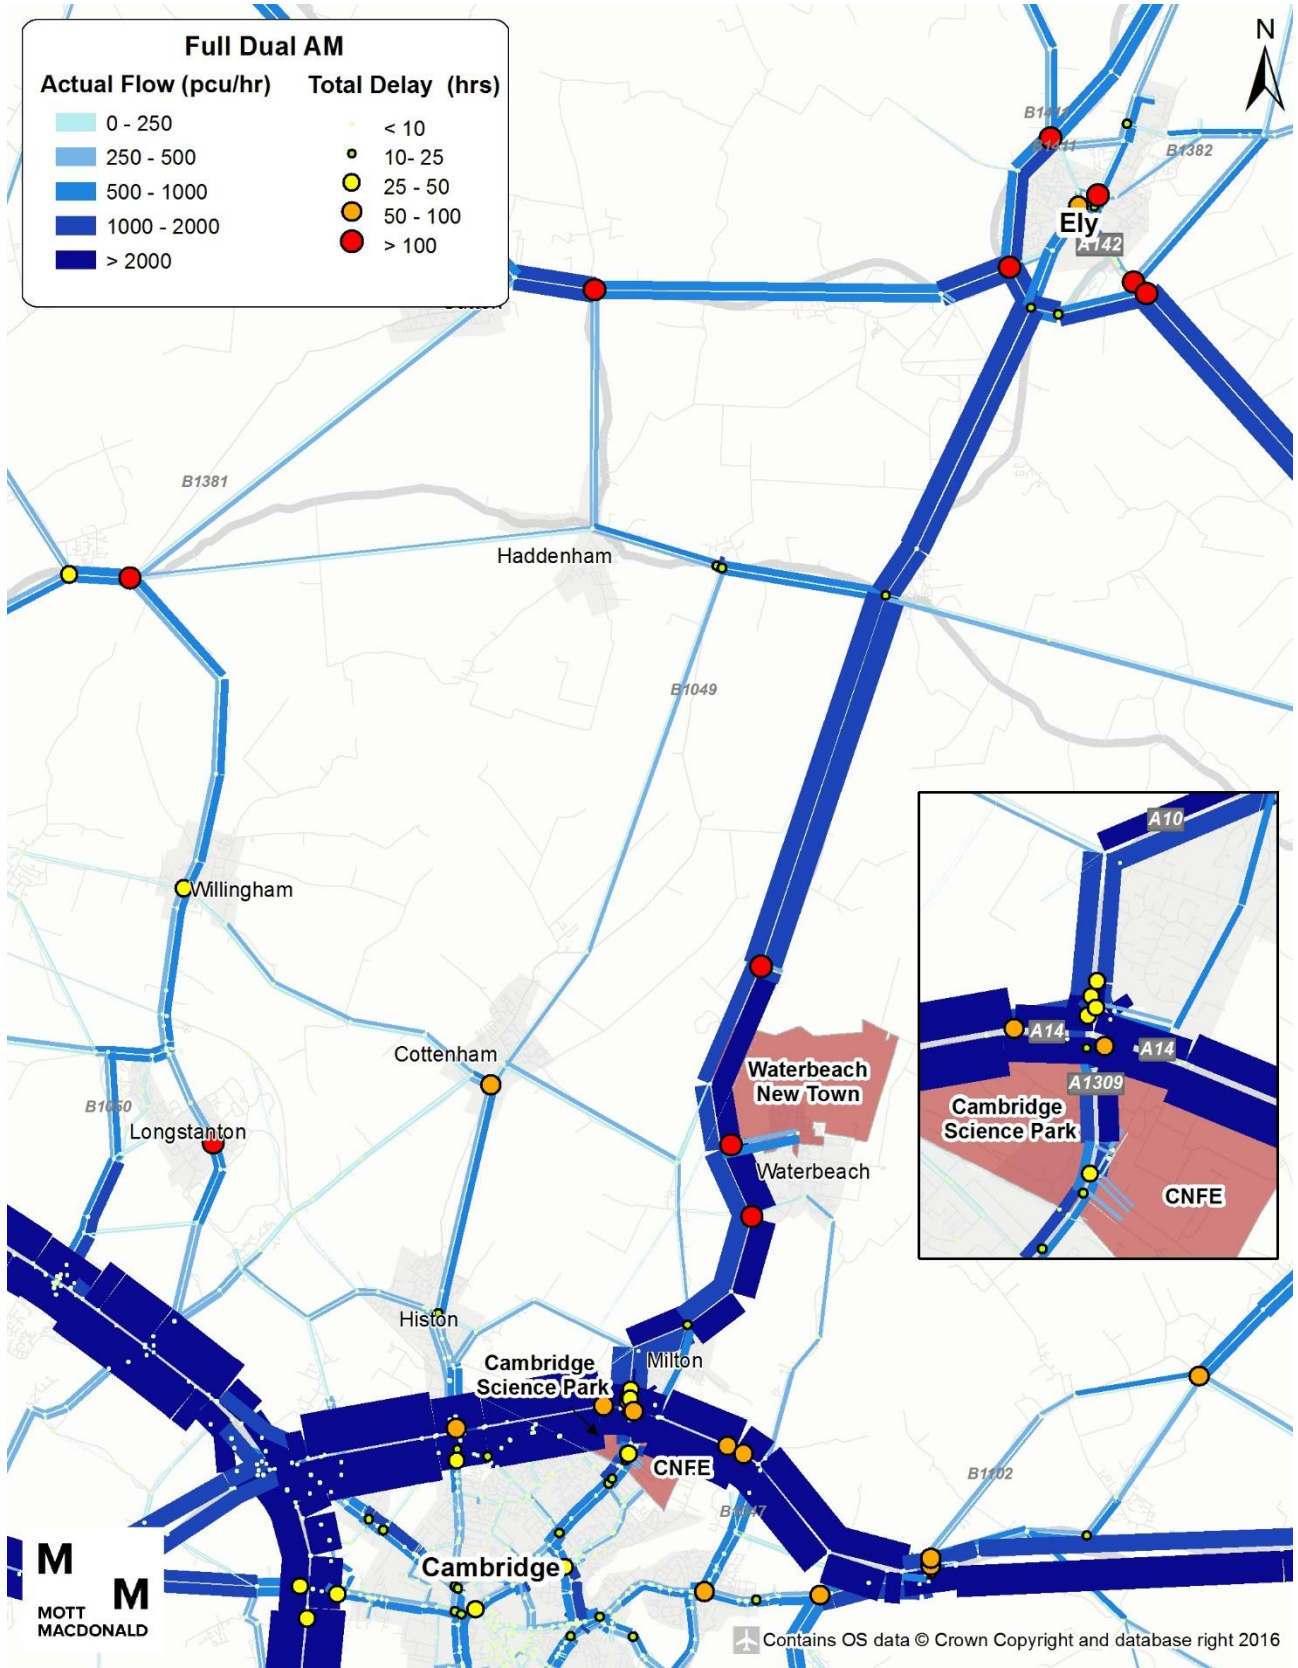 Full Dual AM
Actual Flow (pcu/hr)
0 - 250
250 - 500
500 - 1000
1000 - 2000
> 2000
Total Delay (hrs)
< 10
10- 25
25 - 50
50 - 100
> 100
N
B1411
B1382
Ely
A142
B1381
Haddenham
B1049
Willingham
A10
Cottenham
Waterbeach
New Town
A14
A14
A1309
B1050
Longstanton
Cambridge
Science Park
Waterbeach
CNFE
Histon
Milton
Cambridge
Science Park
CNFE
B1102
B1047
Cambridge
M
M
MOTT
MACDONALD
Contains OS data © Crown Copyright and database right 2016